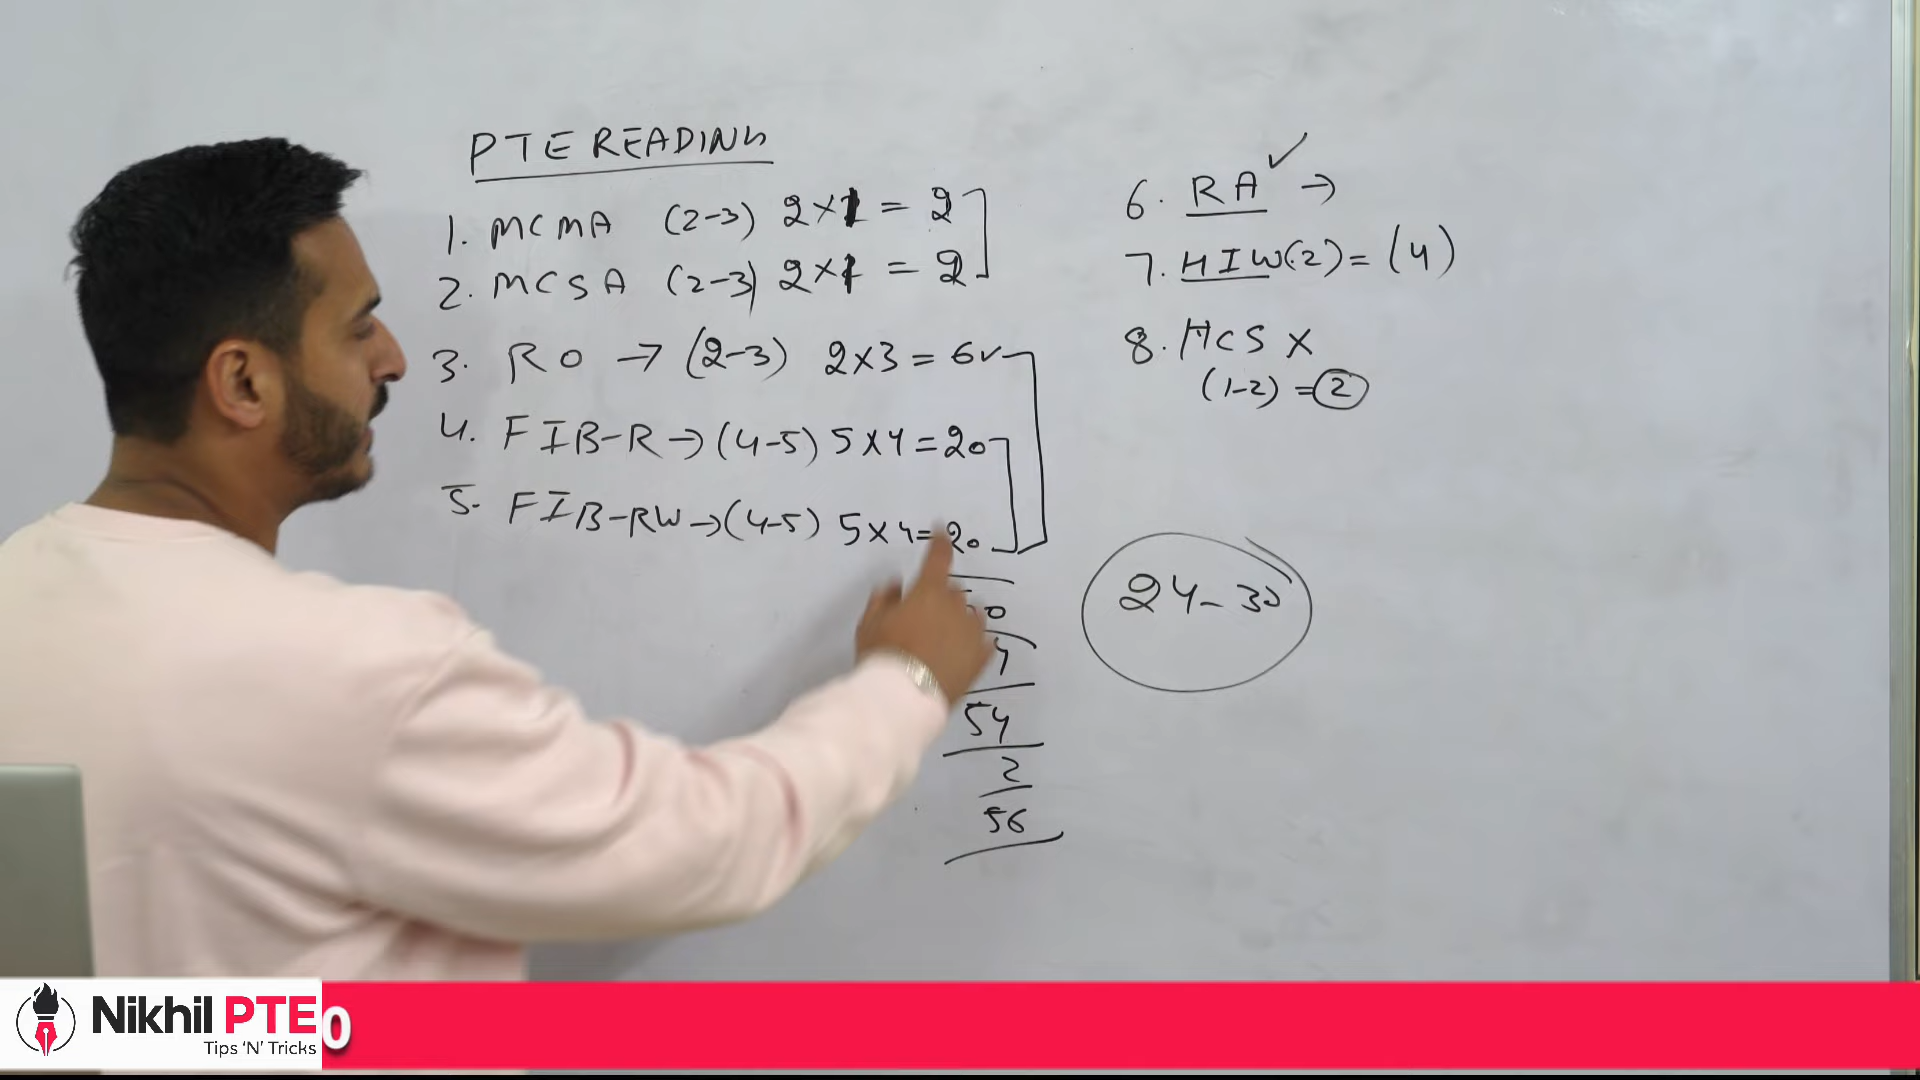 PTE READING
1. MCMA (2-3) 2×1 = 2
2. MCSA (2-3) 2×1 = 2
3. RO → (2-3) 2×3 = 6✓
4. FIB-R → (4-5) 5×4 = 20
5. FIB-RW → (4-5) 5×4 = 20
0
4
54
2
56
6. RA ✓ →
7. HIW(2) = (4)
8. HCS ×
(1-2) = 2
24-30
Nikhil PTE
Tips 'N' Tricks
0